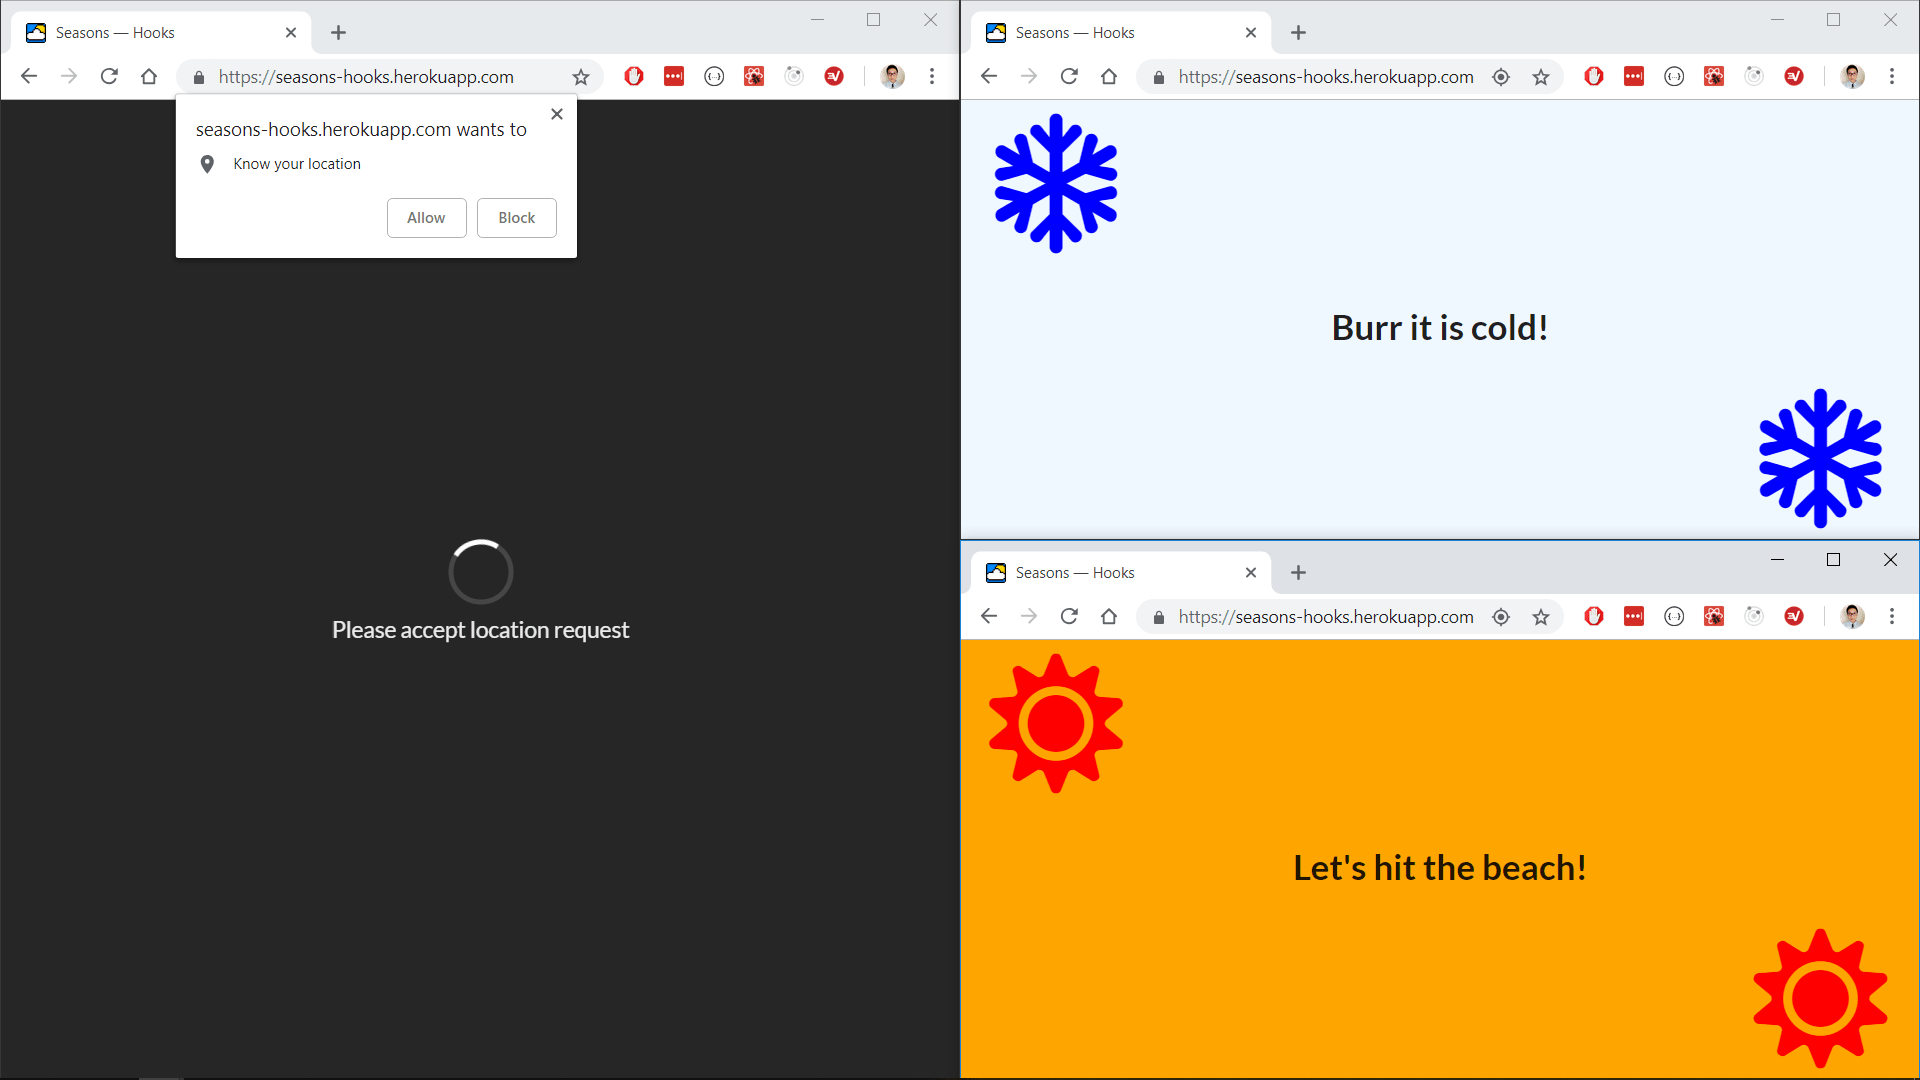 Seasons — Hooks
https://seasons-hooks.herokuapp.com
seasons-hooks.herokuapp.com wants to
Know your location
Allow
Block
Please accept location request
Seasons — Hooks
https://seasons-hooks.herokuapp.com
Burr it is cold!
Seasons — Hooks
https://seasons-hooks.herokuapp.com
Let's hit the beach!